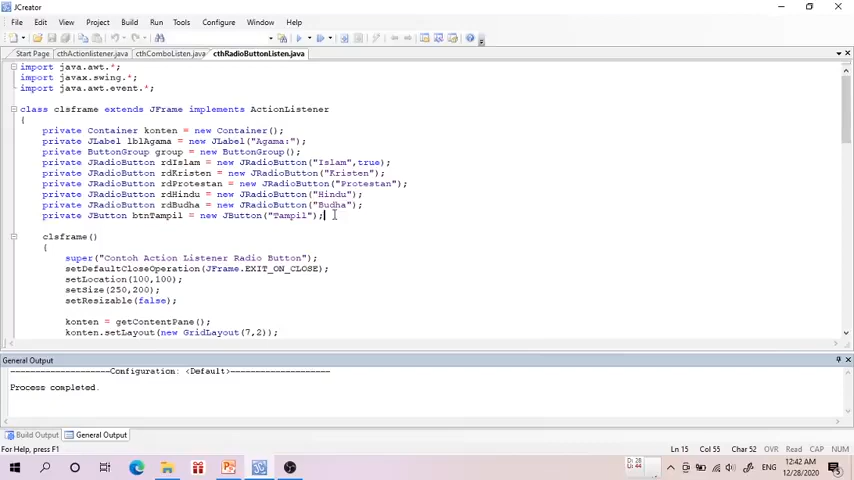 JCreator
File Edit View Project Build Run Tools Configure Window Help
Start Page cthActionlistener.java cthComboListen.java cthRadioButtonListen.java
import java.awt.*;
import javax.swing.*;
import java.awt.event.*;
class clsframe extends JFrame implements ActionListener
{
private Container konten = new Container();
private JLabel lblAgama = new JLabel("Agama:");
private ButtonGroup group = new ButtonGroup();
private JRadioButton rdIslam = new JRadioButton("Islam",true);
private JRadioButton rdKristen = new JRadioButton("Kristen");
private JRadioButton rdProtestan = new JRadioButton("Protestan");
private JRadioButton rdHindu = new JRadioButton("Hindu");
private JRadioButton rdBudha = new JRadioButton("Budha");
private JButton btnTampil = new JButton("Tampil");
clsframe()
{
super("Contoh Action Listener Radio Button");
setDefaultCloseOperation(JFrame.EXIT_ON_CLOSE);
setLocation(100,100);
setSize(250,200);
setResizable(false);
konten = getContentPane();
konten.setLayout(new GridLayout(7,2));
General Output
--------------------Configuration: <Default>--------------------
Process completed.
Build Output General Output
For Help, press F1 Ln 15 Col 55 Char 52 OVR Read CAP NUM
D: 28
U: 44
ENG
12:42 AM
12/28/2020
5